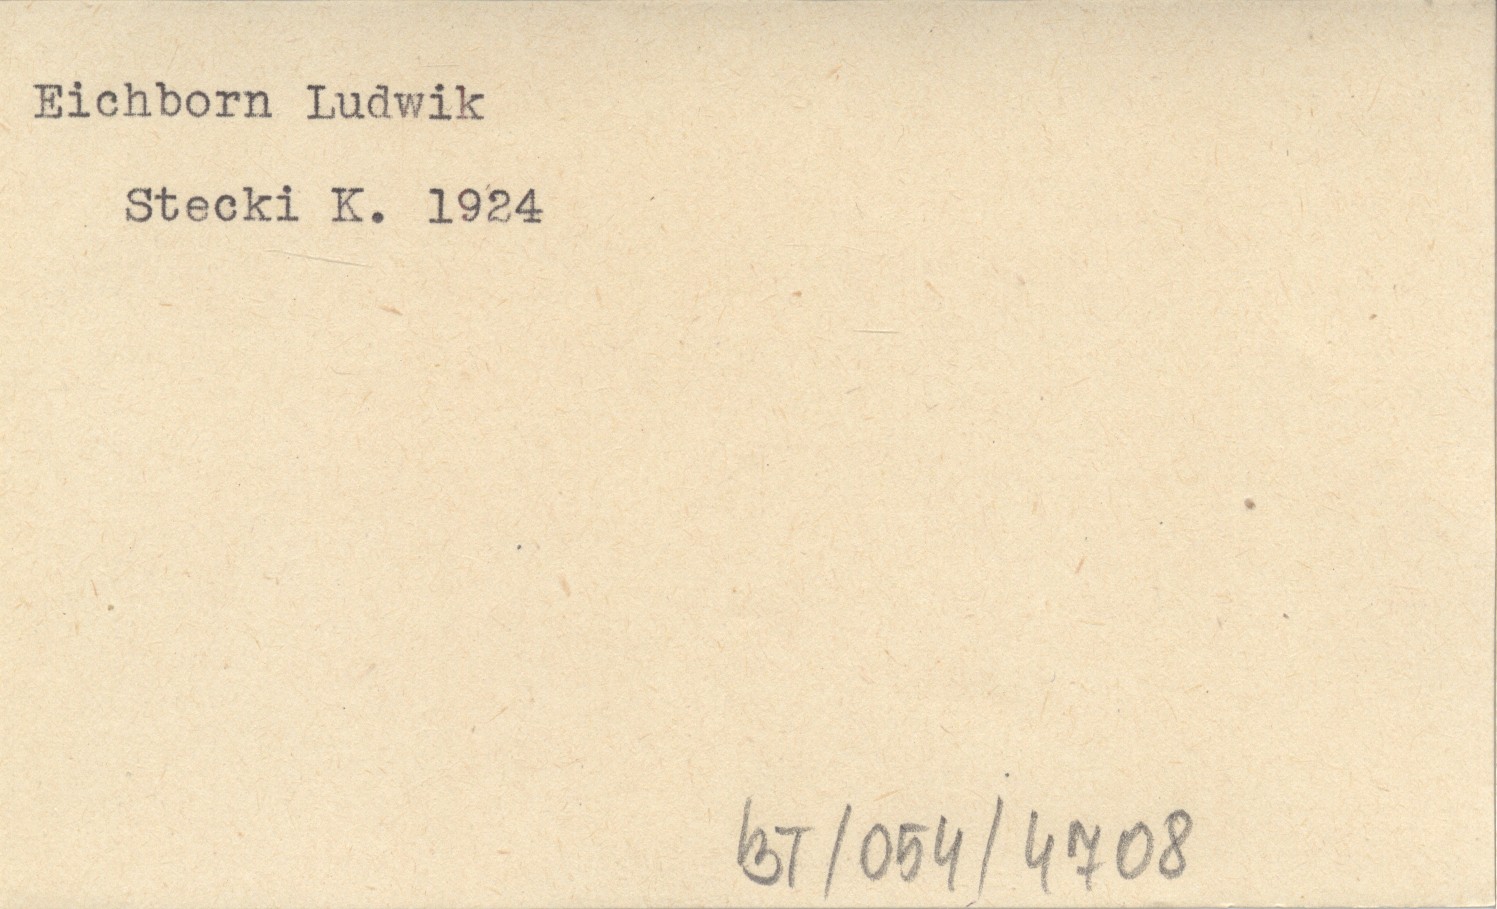 Eichborn Ludwik
Stecki K. 1924
BT/054/4708